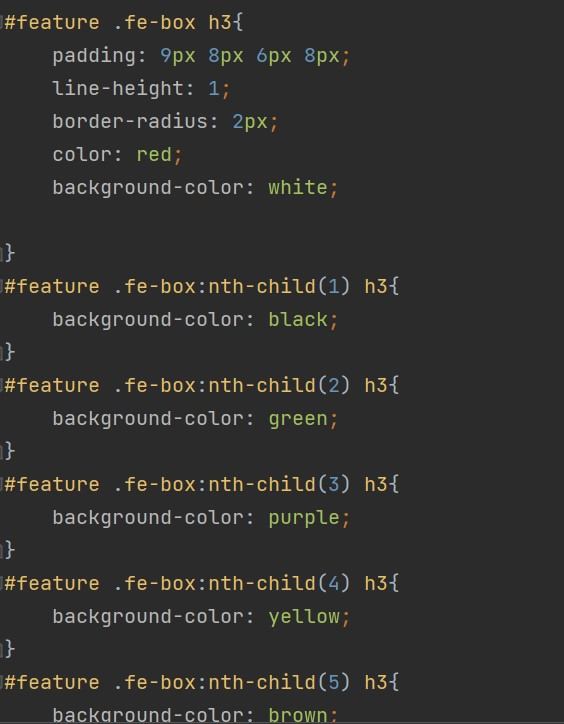 #feature .fe-box h3{
    padding: 9px 8px 6px 8px;
    line-height: 1;
    border-radius: 2px;
    color: red;
    background-color: white;

}
#feature .fe-box:nth-child(1) h3{
    background-color: black;
}
#feature .fe-box:nth-child(2) h3{
    background-color: green;
}
#feature .fe-box:nth-child(3) h3{
    background-color: purple;
}
#feature .fe-box:nth-child(4) h3{
    background-color: yellow;
}
#feature .fe-box:nth-child(5) h3{
    background-color: brown;